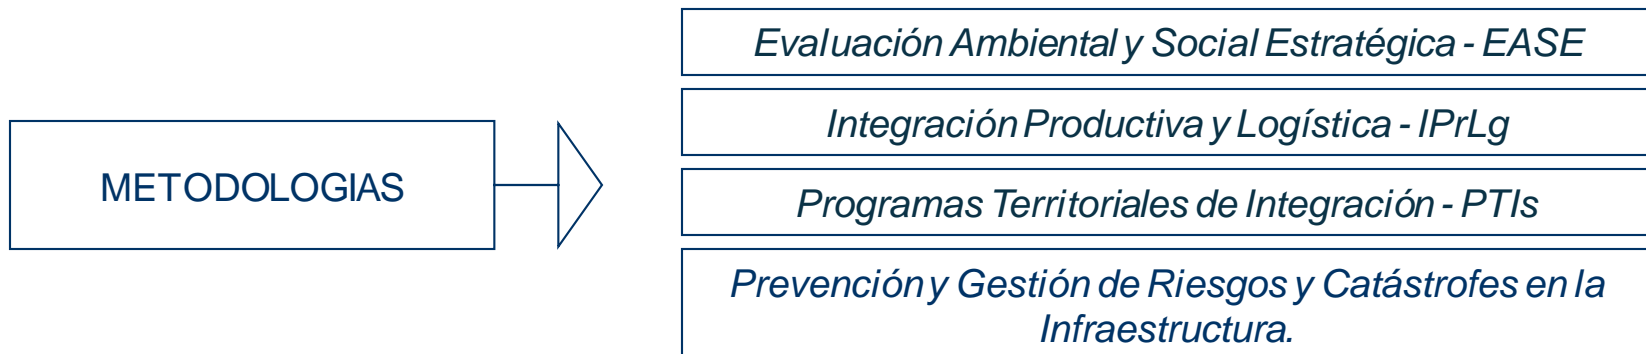 METODOLOGIAS
Evaluación Ambiental y Social Estratégica - EASE
Integración Productiva y Logística - IPrLg
Programas Territoriales de Integración - PTIs
Prevención y Gestión de Riesgos y Catástrofes en la
Infraestructura.